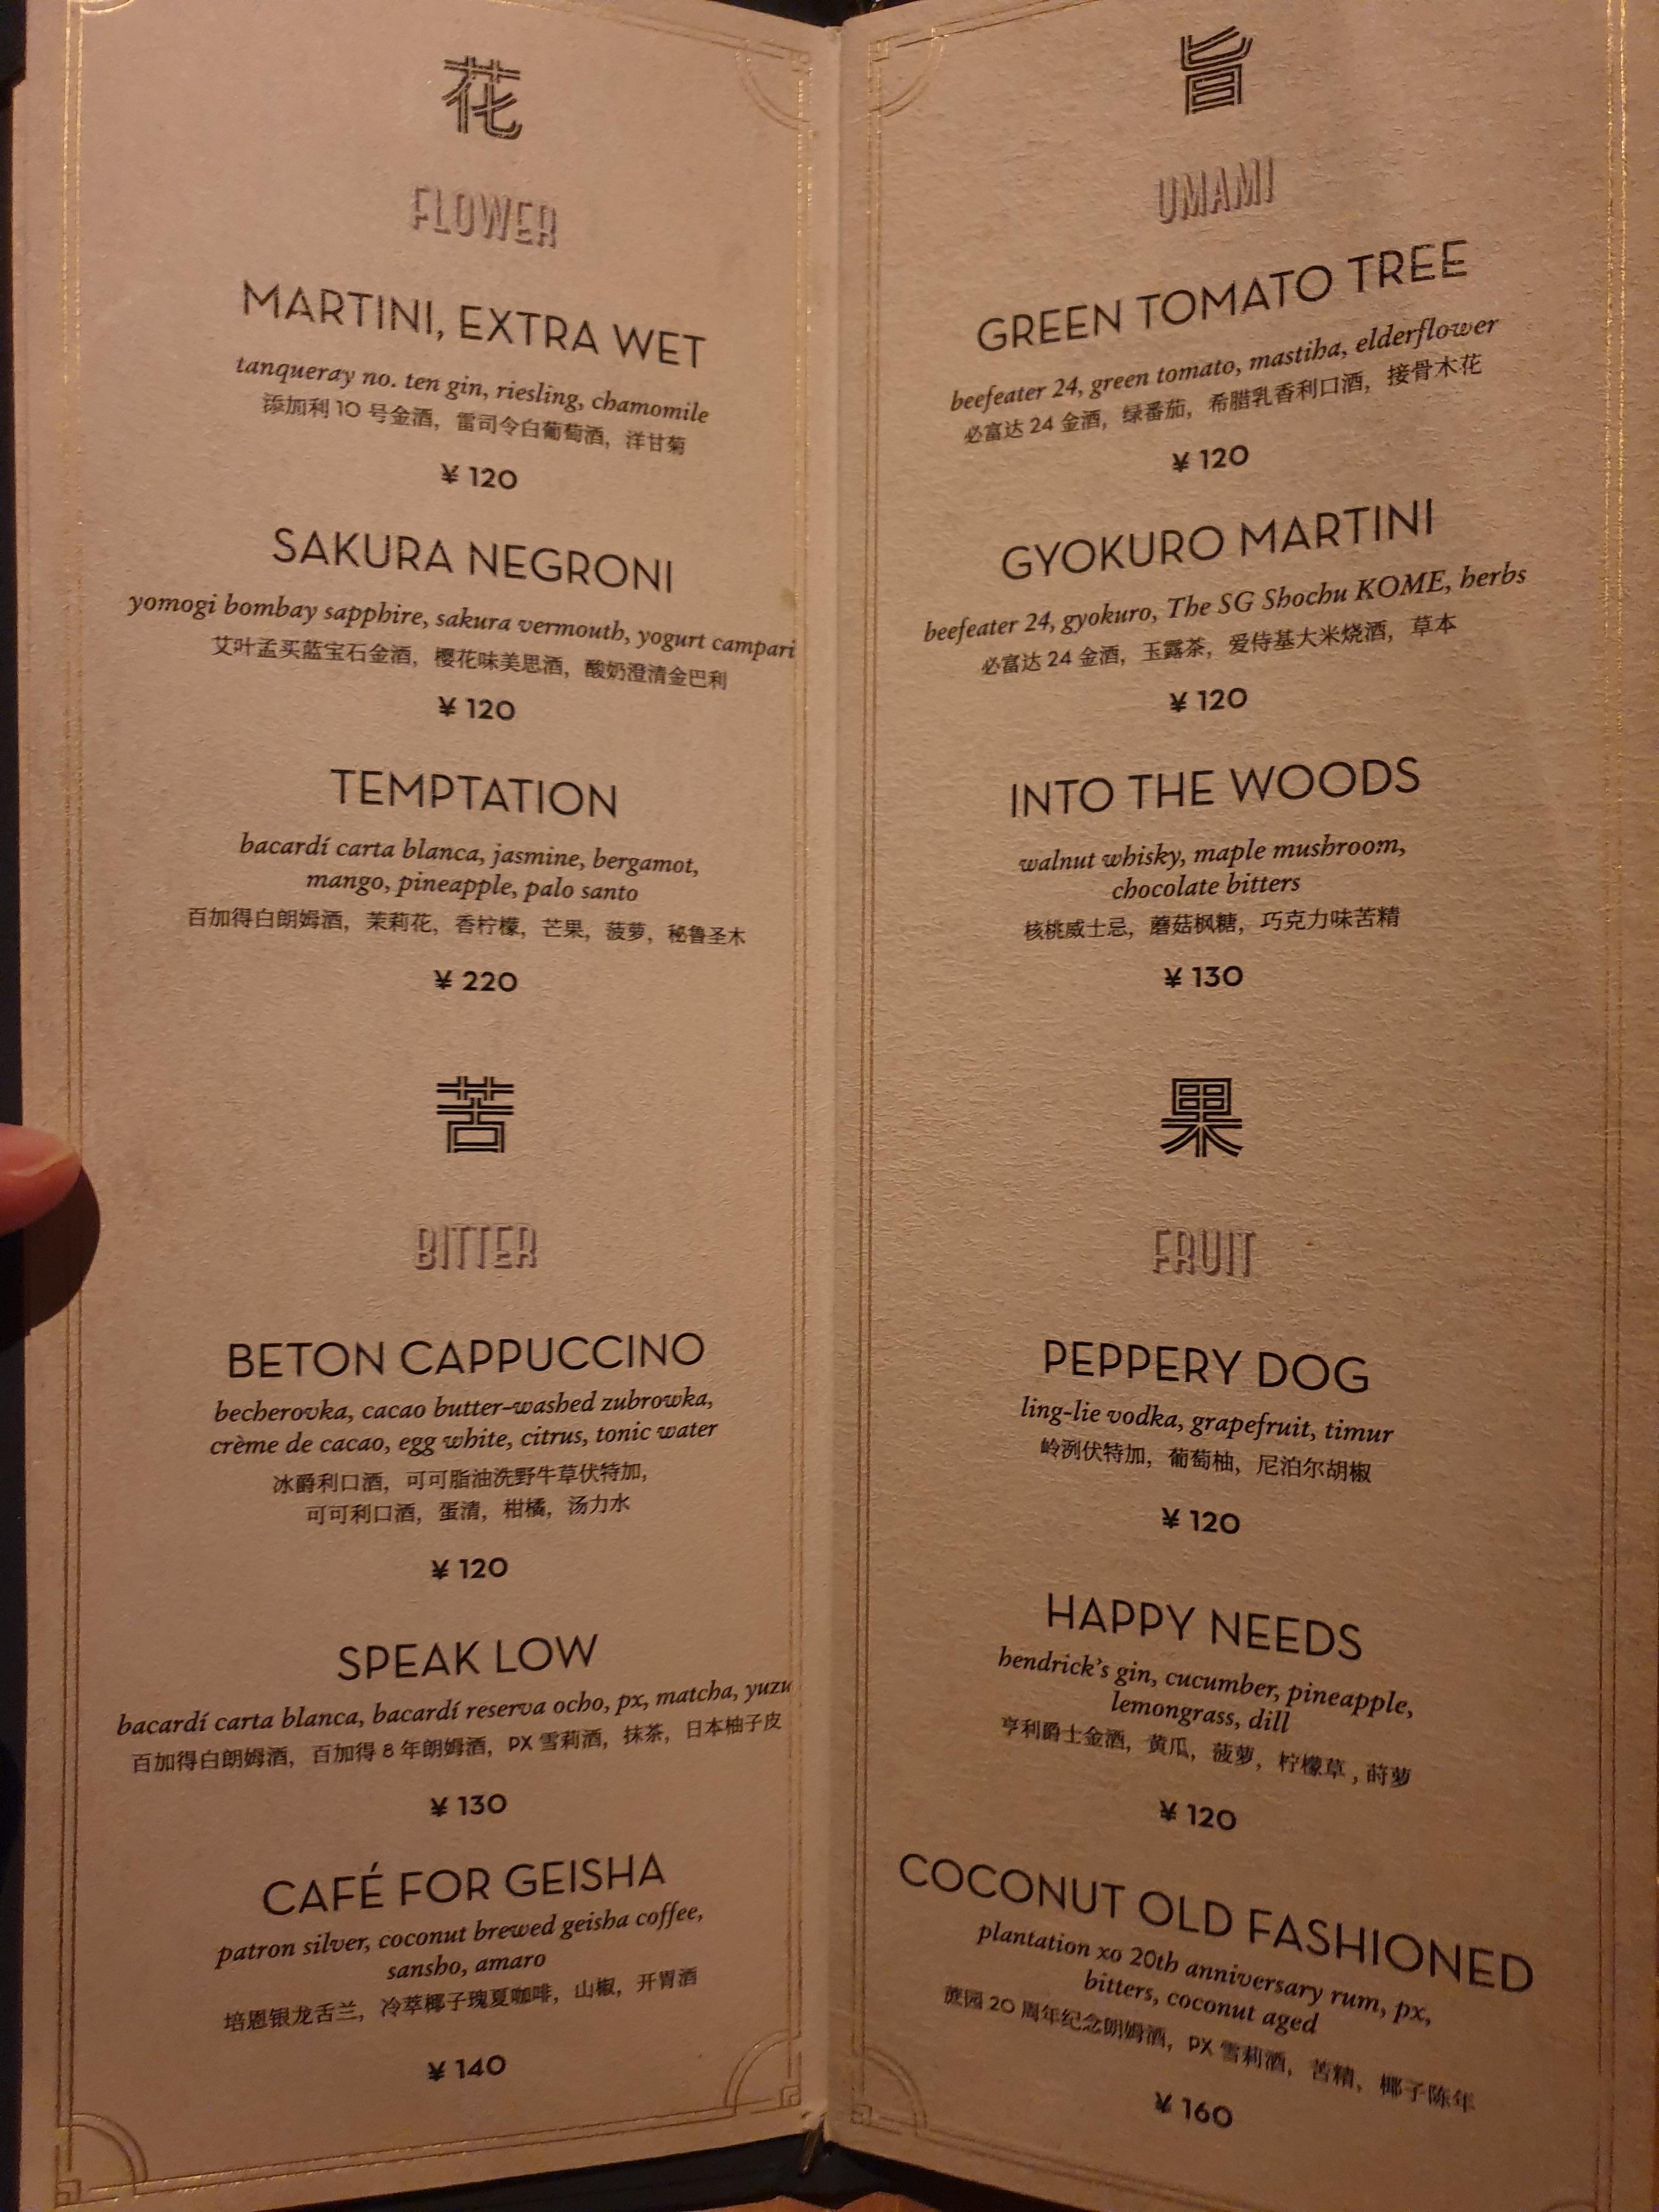 花
FLOWER
MARTINI, EXTRA WET
tanqueray no. ten gin, riesling, chamomile
添加利 10 号金酒，雷司令白葡萄酒，洋甘菊
¥ 120
SAKURA NEGRONI
yomogi bombay sapphire, sakura vermouth, yogurt campari
艾叶孟买蓝宝石金酒，樱花味美思酒，酸奶澄清金巴利
¥ 120
TEMPTATION
bacardí carta blanca, jasmine, bergamot,
mango, pineapple, palo santo
百加得白朗姆酒，茉莉花，香柠檬，芒果，菠萝，秘鲁圣木
¥ 220
苦
BITTER
BETON CAPPUCCINO
becherovka, cacao butter-washed zubrowka,
crème de cacao, egg white, citrus, tonic water
冰爵利口酒，可可脂油洗野牛草伏特加，
可可利口酒，蛋清，柑橘，汤力水
¥ 120
SPEAK LOW
bacardí carta blanca, bacardí reserva ocho, px, matcha, yuzu
百加得白朗姆酒，百加得 8 年朗姆酒，PX 雪莉酒，抹茶，日本柚子皮
¥ 130
CAFÉ FOR GEISHA
patron silver, coconut brewed geisha coffee,
sansho, amaro
培恩银龙舌兰，冷萃椰子瑰夏咖啡，山椒，开胃酒
¥ 140
旨
UMAMI
GREEN TOMATO TREE
beefeater 24, green tomato, mastiha, elderflower
必富达 24 金酒，绿番茄，希腊乳香利口酒，接骨木花
¥ 120
GYOKURO MARTINI
beefeater 24, gyokuro, The SG Shochu KOME, herbs
必富达 24 金酒，玉露茶，爱侍基大米烧酒，草本
¥ 120
INTO THE WOODS
walnut whisky, maple mushroom,
chocolate bitters
核桃威士忌，蘑菇枫糖，巧克力味苦精
¥ 130
果
FRUIT
PEPPERY DOG
ling-lie vodka, grapefruit, timur
岭洌伏特加，葡萄柚，尼泊尔胡椒
¥ 120
HAPPY NEEDS
hendrick's gin, cucumber, pineapple,
lemongrass, dill
亨利爵士金酒，黄瓜，菠萝，柠檬草 , 莳萝
¥ 120
COCONUT OLD FASHIONED
plantation xo 20th anniversary rum, px,
bitters, coconut aged
蔗园 20 周年纪念朗姆酒，PX 雪莉酒，苦精，椰子陈年
¥ 160